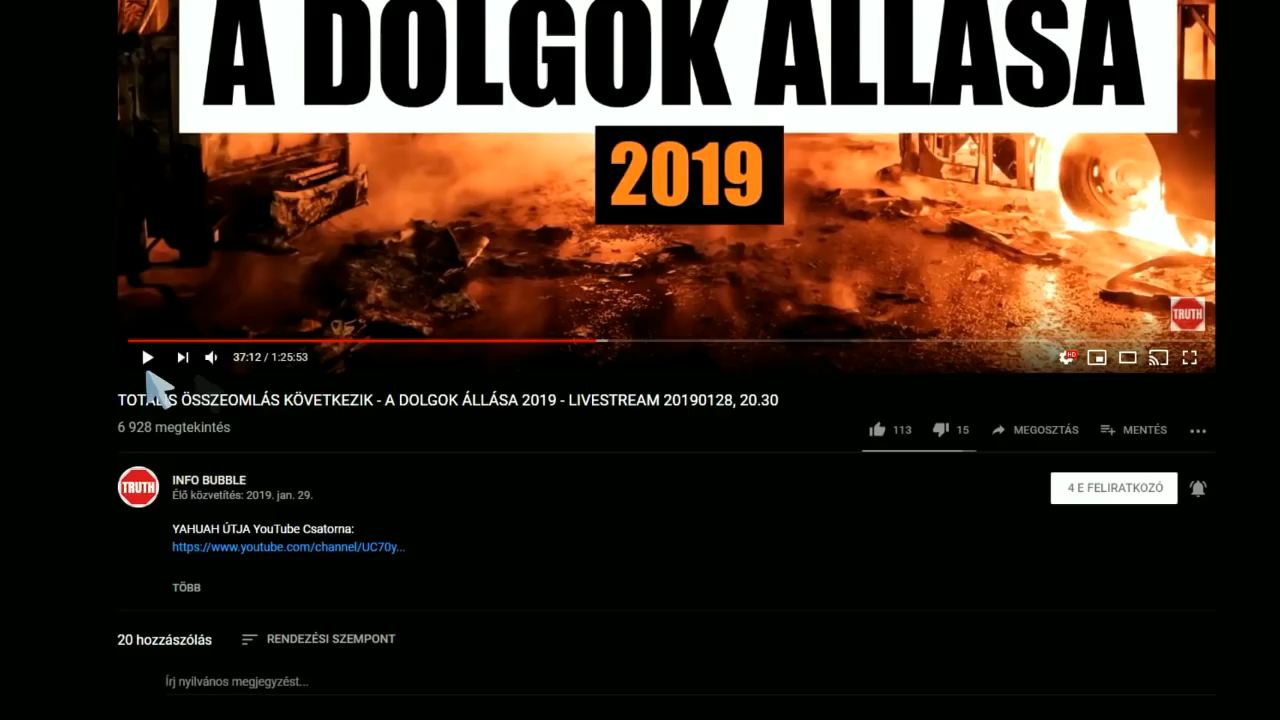 A DOLGOK ÁLLÁSA
2019
TRUTH
37:12 / 1:25:53
HD
TOTÁLIS ÖSSZEOMLÁS KÖVETKEZIK - A DOLGOK ÁLLÁSA 2019 - LIVESTREAM 20190128, 20.30
6 928 megtekintés
113
15
MEGOSZTÁS
MENTÉS
TRUTH
INFO BUBBLE
Élő közvetítés: 2019. jan. 29.
4 E FELIRATKOZÓ
YAHUAH ÚTJA YouTube Csatorna:
https://www.youtube.com/channel/UC70y...
TÖBB
20 hozzászólás
RENDEZÉSI SZEMPONT
Írj nyilvános megjegyzést...